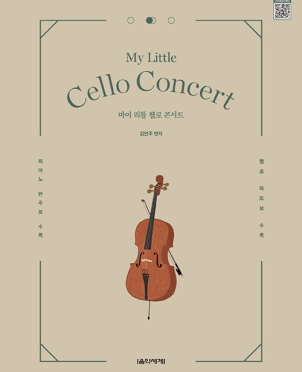 My Little
Cello Concert
마이 리틀 첼로 콘서트
김연주 편저
피아노 반주보 수록
첼로 파트보 수록
음악세계